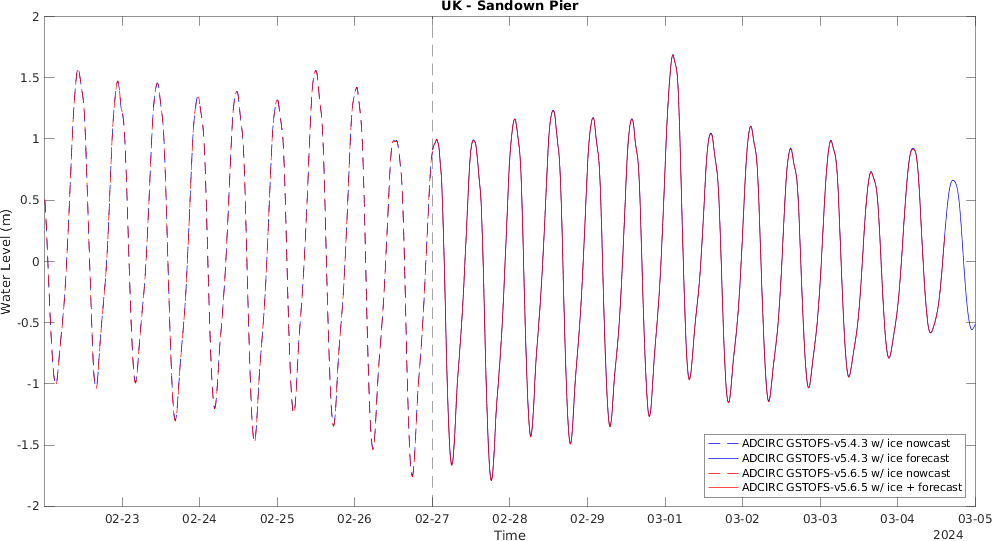 UK - Sandown Pier
2
1.5
1
0.5
0
-0.5
-1
-1.5
-2
Water Level (m)
ADCIRC GSTOFS-v5.4.3 w/ ice nowcast
ADCIRC GSTOFS-v5.4.3 w/ ice forecast
ADCIRC GSTOFS-v5.6.5 w/ ice nowcast
ADCIRC GSTOFS-v5.6.5 w/ ice + forecast
02-23 02-24 02-25 02-26 02-27 02-28 02-29 03-01 03-02 03-03 03-04 03-05
Time
2024